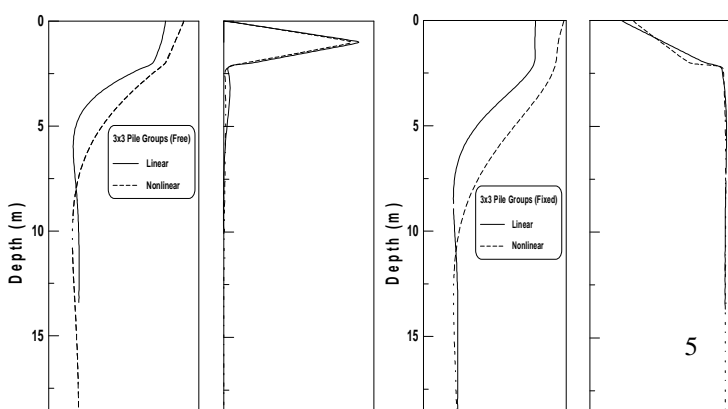 0
5
10
15
Depth (m)
3x3 Pile Groups (Free)
Linear
Nonlinear
0
5
10
15
Depth (m)
3x3 Pile Groups (Fixed)
Linear
Nonlinear
5